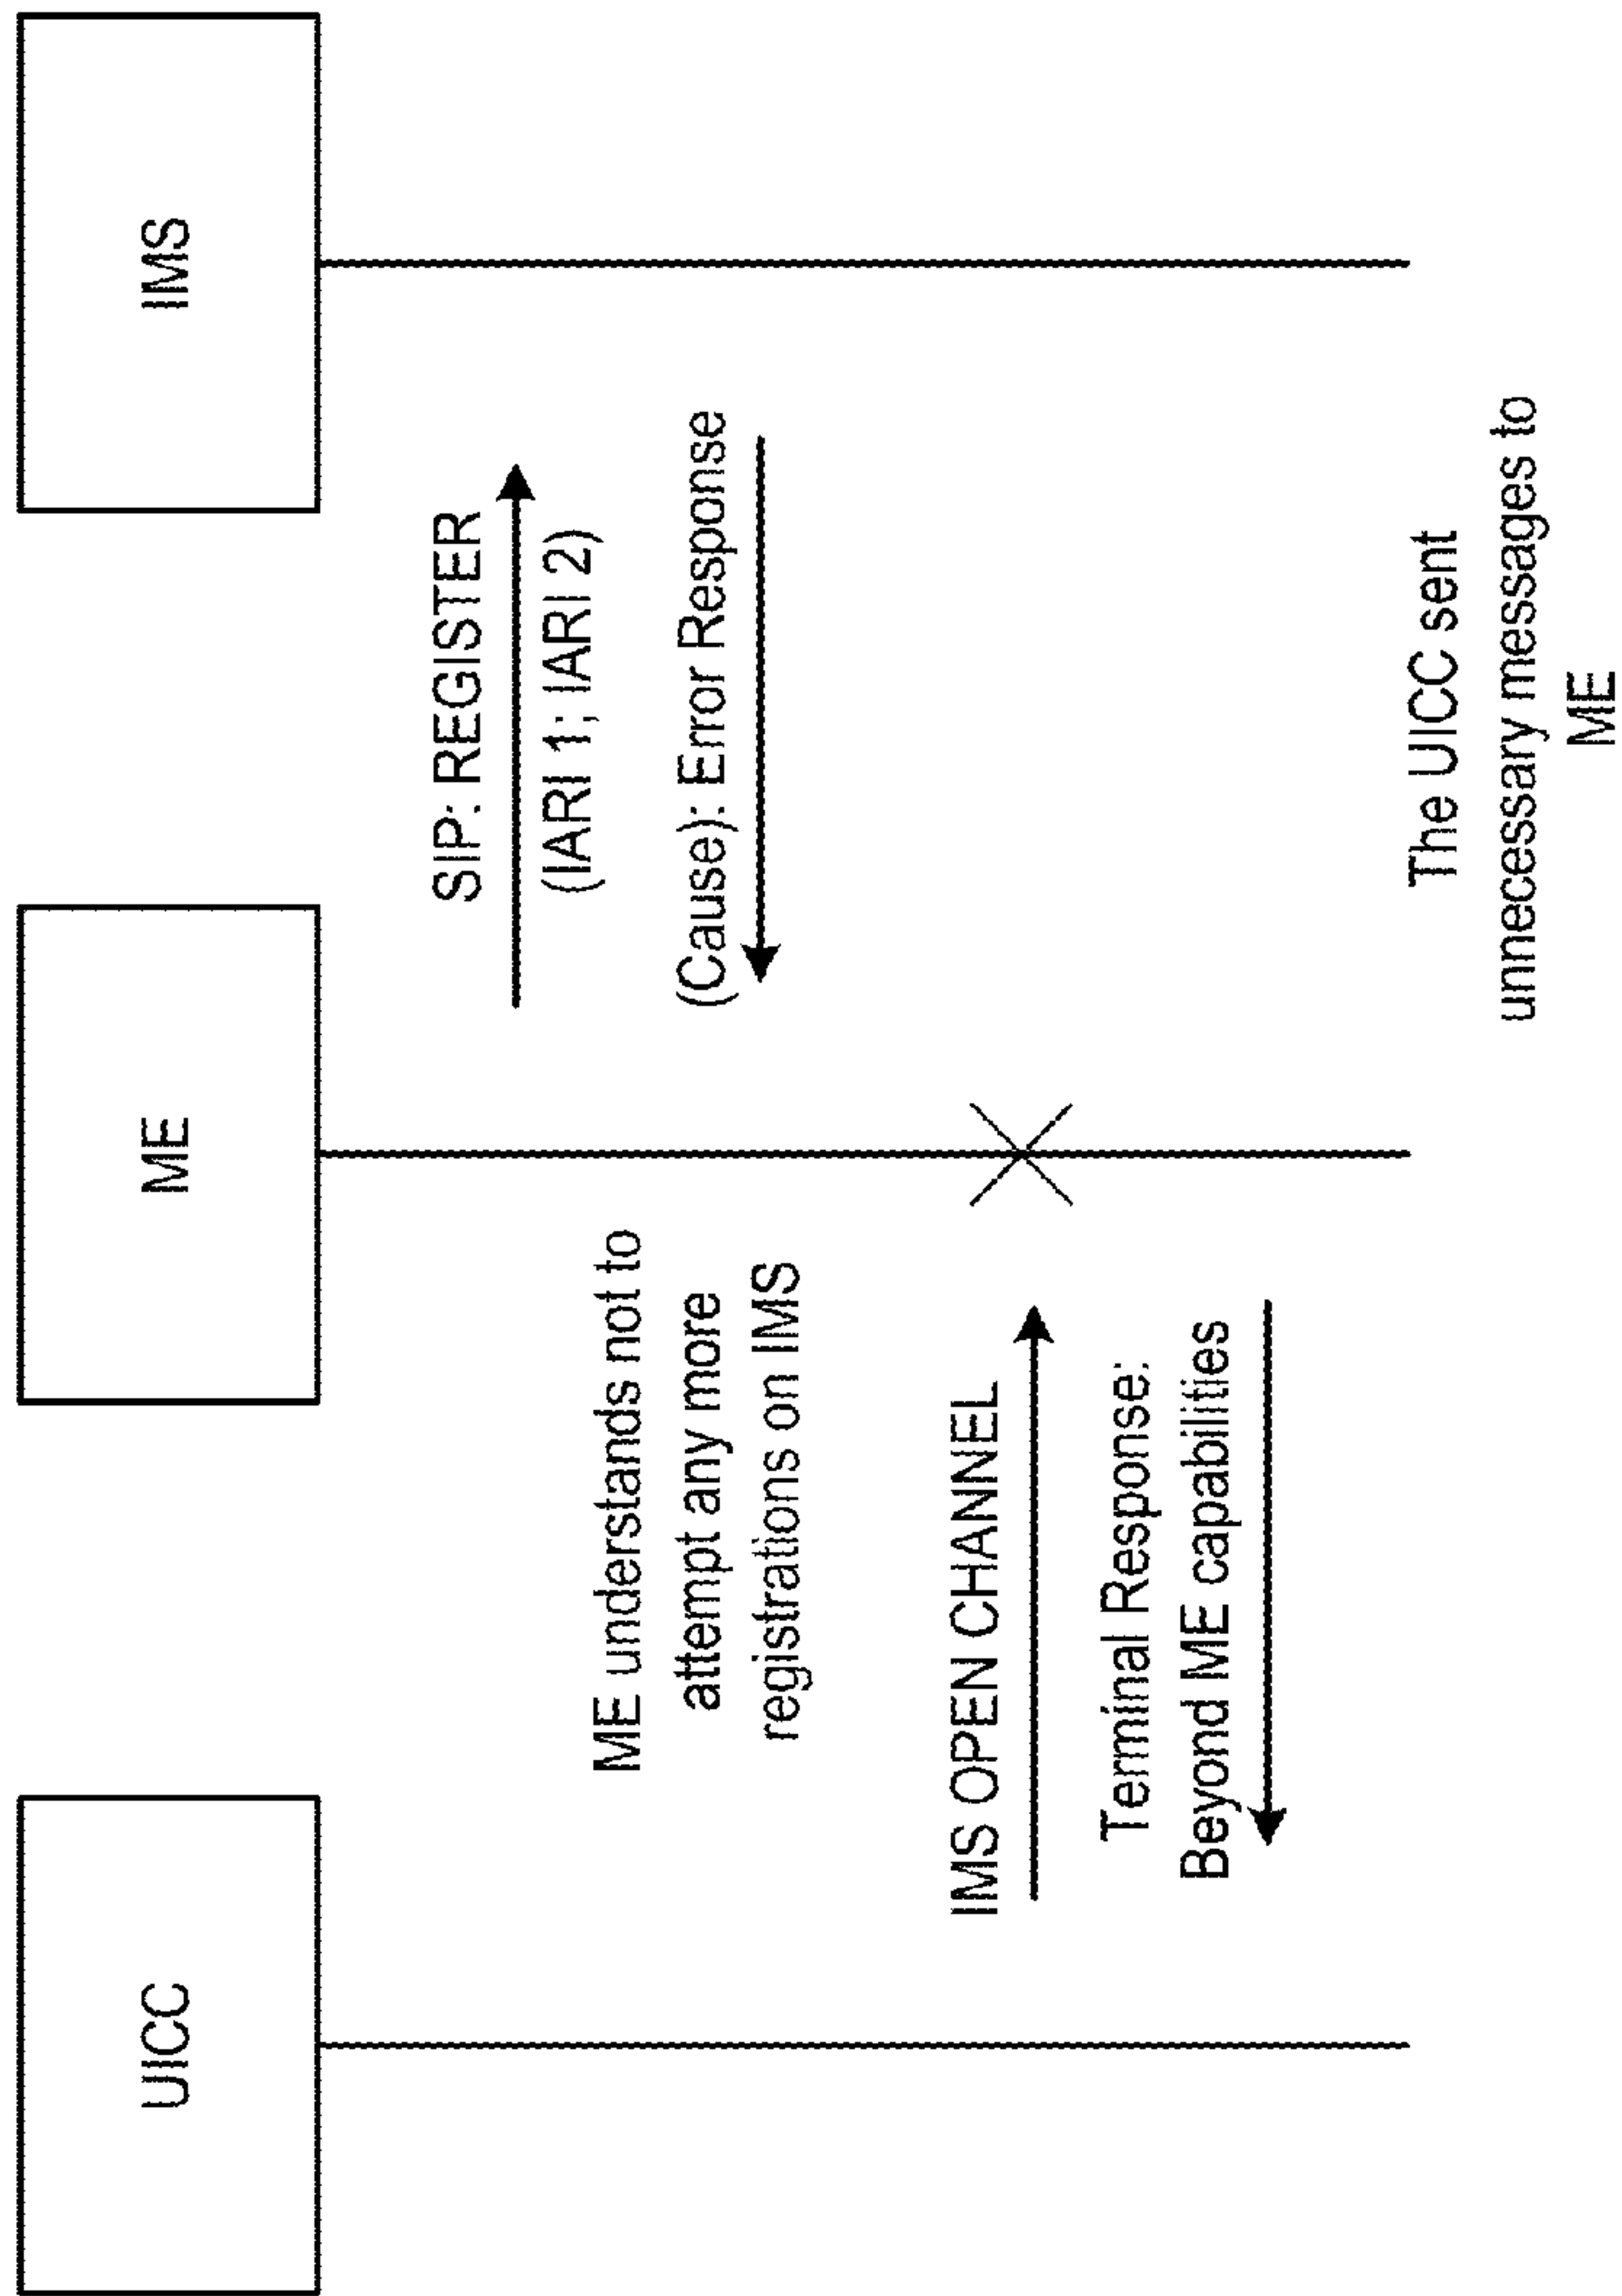 UICC
ME
IMS
SIP: REGISTER
(IARI 1; IARI 2)
ME understands not to
attempt any more
registrations on IMS
(Cause): Error Response
IMS OPEN CHANNEL
Terminal Response:
Beyond ME capabilities
The UICC sent
unnecessary messages to
ME